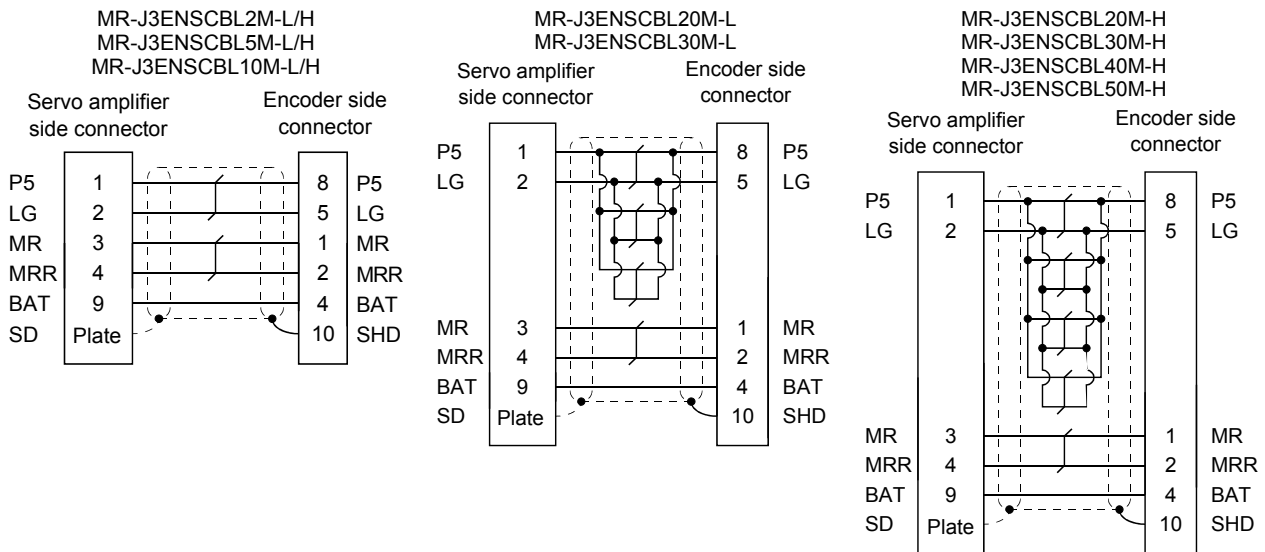 MR-J3ENSCBL2M-L/H
MR-J3ENSCBL5M-L/H
MR-J3ENSCBL10M-L/H
Servo amplifier
side connector
Encoder side
connector
P5 1 8 P5
LG 2 5 LG
MR 3 1 MR
MRR 4 2 MRR
BAT 9 4 BAT
SD Plate 10 SHD
MR-J3ENSCBL20M-L
MR-J3ENSCBL30M-L
Servo amplifier
side connector
Encoder side
connector
P5 1 8 P5
LG 2 5 LG
MR 3 1 MR
MRR 4 2 MRR
BAT 9 4 BAT
SD Plate 10 SHD
MR-J3ENSCBL20M-H
MR-J3ENSCBL30M-H
MR-J3ENSCBL40M-H
MR-J3ENSCBL50M-H
Servo amplifier
side connector
Encoder side
connector
P5 1 8 P5
LG 2 5 LG
MR 3 1 MR
MRR 4 2 MRR
BAT 9 4 BAT
SD Plate 10 SHD